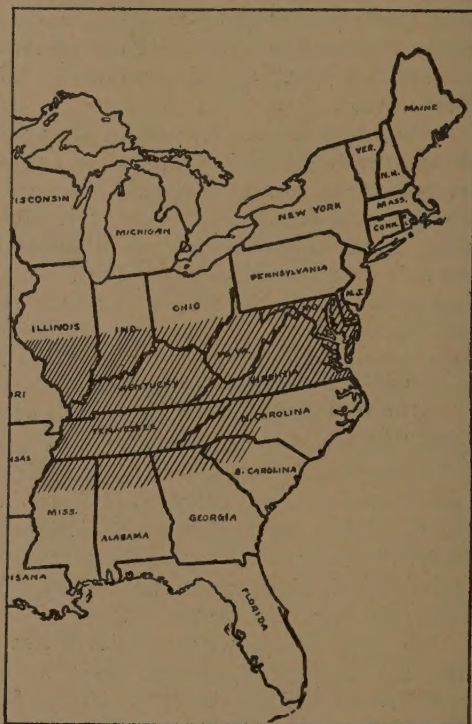 MAINE
VER.
N.H.
ISCONSIN
NEW YORK
MASS.
MICHIGAN
CONN.
PENNSYLVANIA
N.J.
OHIO
ILLINOIS
IND.
VIRGINIA
KENTUCKY
RI
N. CAROLINA
TENNESSEE
SAS
S. CAROLINA
MISS.
GEORGIA
ALABAMA
ISANA
FLORIDA